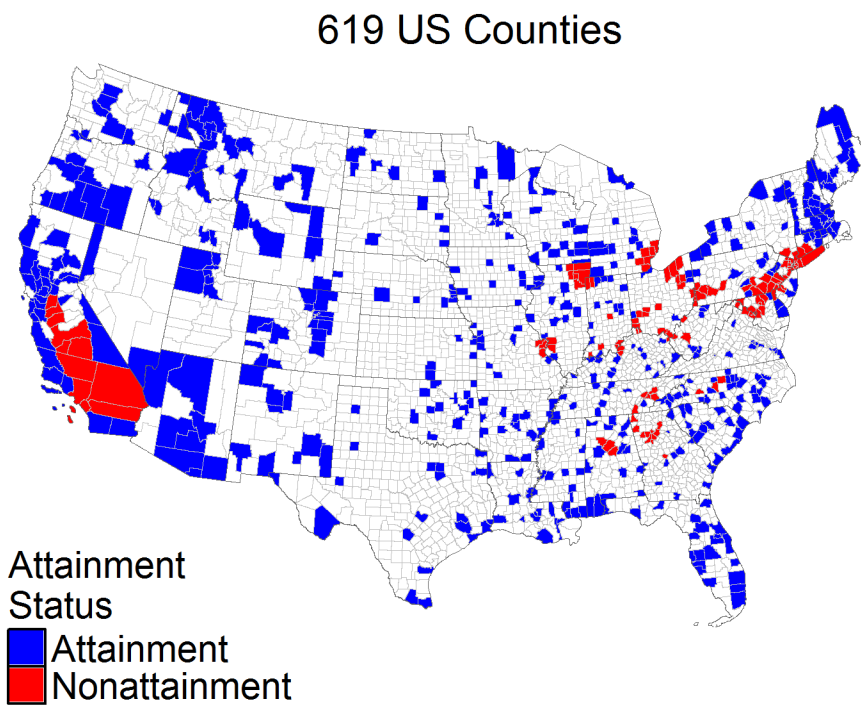 619 US Counties
Attainment
Status
Attainment
Nonattainment